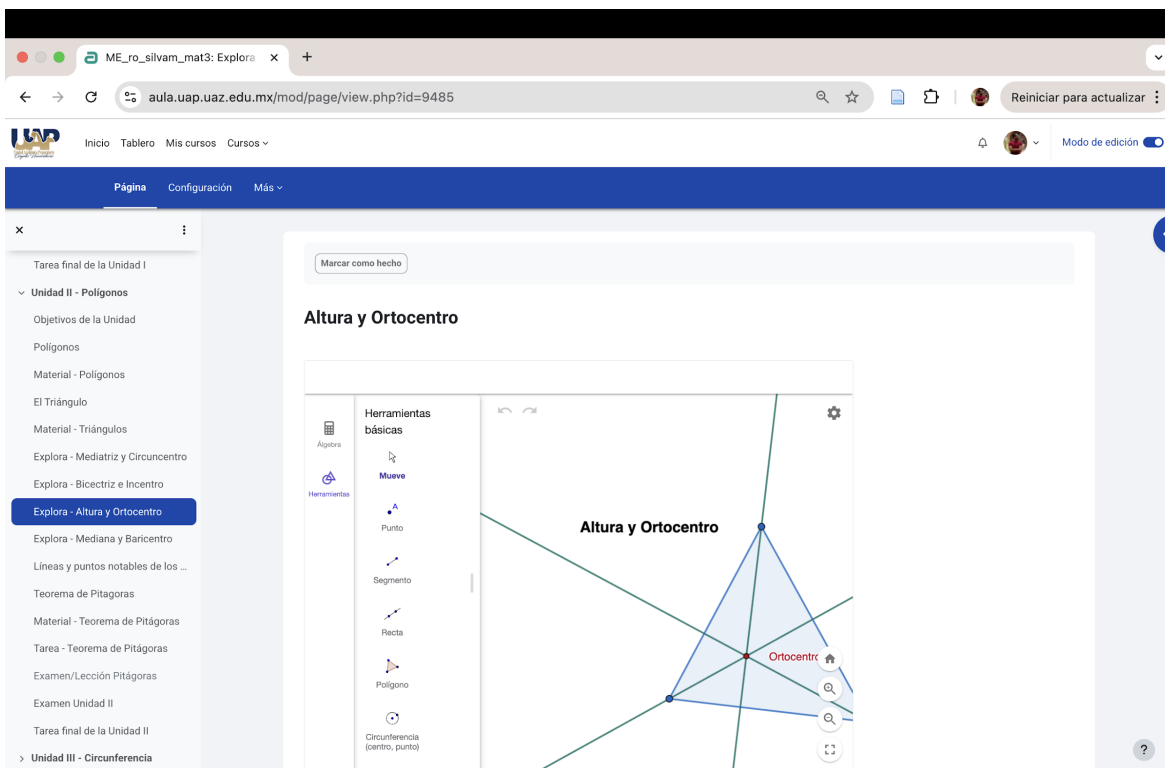 ME_ro_silvam_mat3: Explora
aula.uap.uaz.edu.mx/mod/page/view.php?id=9485
Reiniciar para actualizar
UAP
Inicio Tablero Mis cursos Cursos
Modo de edición
Página Configuración Más
Tarea final de la Unidad I
Unidad II - Polígonos
Objetivos de la Unidad
Polígonos
Material - Polígonos
El Triángulo
Material - Triángulos
Explora - Mediatriz y Circuncentro
Explora - Bicectriz e Incentro
Explora - Altura y Ortocentro
Explora - Mediana y Baricentro
Líneas y puntos notables de los ...
Teorema de Pitagoras
Material - Teorema de Pitágoras
Tarea - Teorema de Pitágoras
Examen/Lección Pitágoras
Examen Unidad II
Tarea final de la Unidad II
Unidad III - Circunferencia
Marcar como hecho
Altura y Ortocentro
Álgebra
Herramientas
Herramientas
básicas
Mueve
A
Punto
Segmento
Recta
Polígono
Circunferencia
(centro, punto)
Altura y Ortocentro
Ortocentro
?